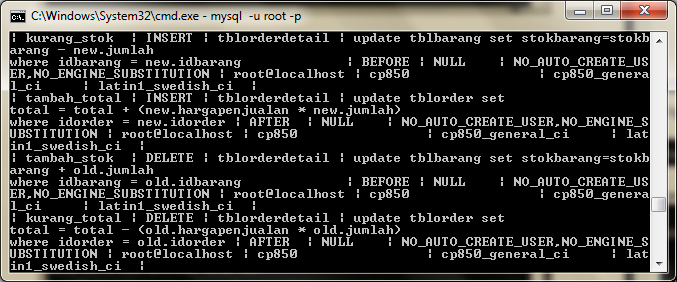 C:\Windows\System32\cmd.exe - mysql -u root -p
| kurang_stok | INSERT | tblorderdetail | update tblbarang set stokbarang=stokb
arang - new.jumlah
where idbarang = new.idbarang | BEFORE | NULL | NO_AUTO_CREATE_US
ER,NO_ENGINE_SUBSTITUTION | root@localhost | cp850 | cp850_genera
l_ci | latin1_swedish_ci |
| tambah_total | INSERT | tblorderdetail | update tblorder set
total = total + (new.hargapenjualan * new.jumlah)
where idorder = new.idorder | AFTER | NULL | NO_AUTO_CREATE_USER,NO_ENGINE_S
UBSTITUTION | root@localhost | cp850 | cp850_general_ci | lat
in1_swedish_ci |
| tambah_stok | DELETE | tblorderdetail | update tblbarang set stokbarang=stokb
arang + old.jumlah
where idbarang = old.idbarang | BEFORE | NULL | NO_AUTO_CREATE_US
ER,NO_ENGINE_SUBSTITUTION | root@localhost | cp850 | cp850_genera
l_ci | latin1_swedish_ci |
| kurang_total | DELETE | tblorderdetail | update tblorder set
total = total - (old.hargapenjualan * old.jumlah)
where idorder = old.idorder | AFTER | NULL | NO_AUTO_CREATE_USER,NO_ENGINE_S
UBSTITUTION | root@localhost | cp850 | cp850_general_ci | lat
in1_swedish_ci |